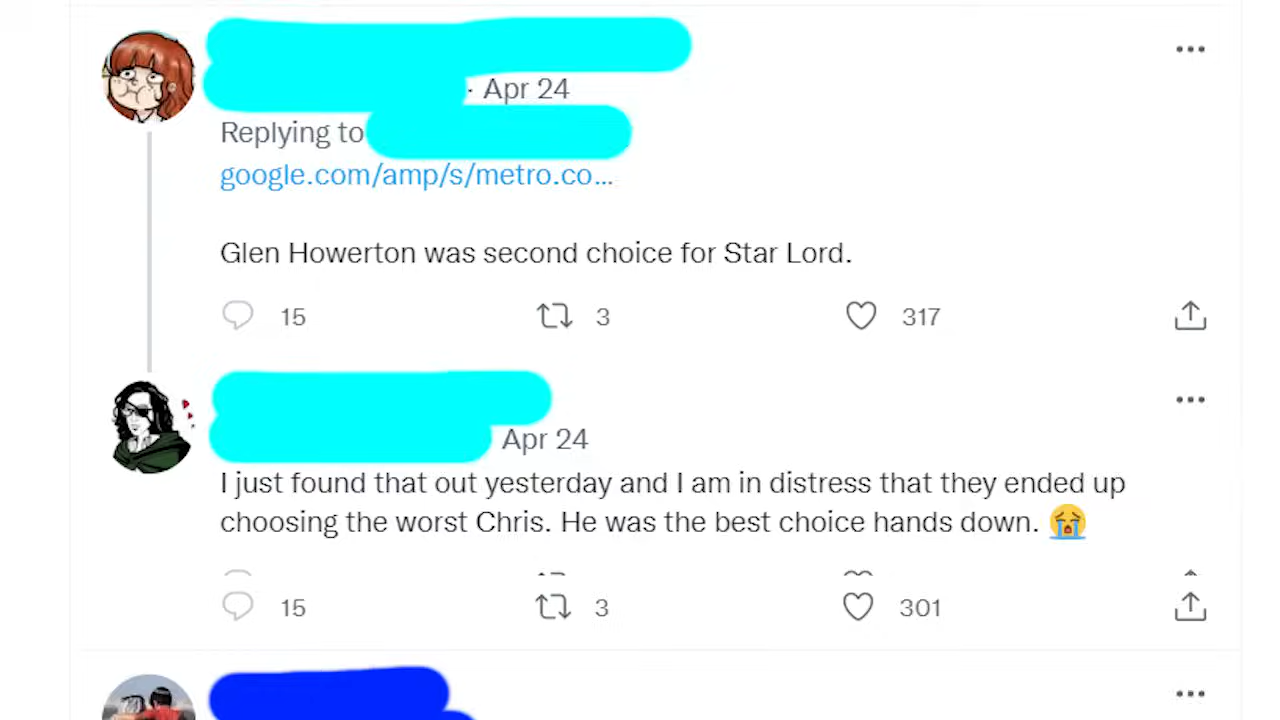 · Apr 24
Replying to
google.com/amp/s/metro.co...
Glen Howerton was second choice for Star Lord.
15 3 317
Apr 24
I just found that out yesterday and I am in distress that they ended up
choosing the worst Chris. He was the best choice hands down. 😭
15 3 301